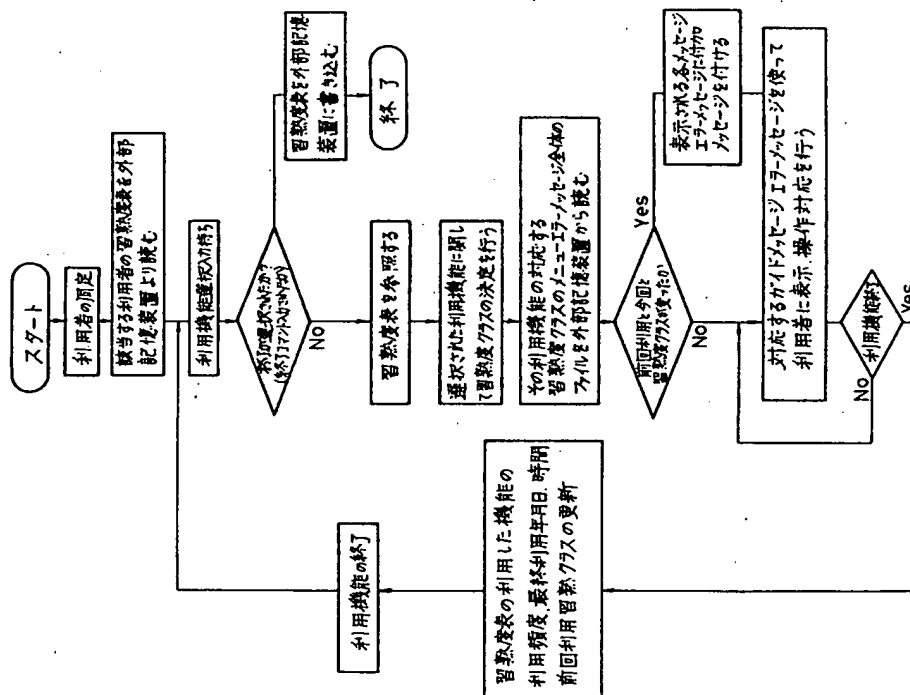 スタート
利用者の同定
該当する利用者の習熟度表を外部
記憶装置より読む
利用機能選択入力待ち
終了が選択されたか?
(終了コマンド入力されたか)
習熟度表を外部記憶
装置に書き込む
終了
No
習熟度表を参照する
選択された利用機能に関し
て習熟度クラスの決定を行う
その利用機能の対応する
習熟度クラスのメニューエラーメッセージ全体の
ファイルを外部記憶装置から読む
前回利用と今回と
習熟度クラスが変ったか
Yes
表示される各メッセージ
エラーメッセージに付加
メッセージを付ける
No
対応するガイドメッセージエラーメッセージを使って
利用者に表示、操作対応を行う
利用機能終了
No
Yes
習熟度表の利用した機能の
利用頻度、最終利用年月日、時間
前回利用習熟クラスの更新
利用機能の終了